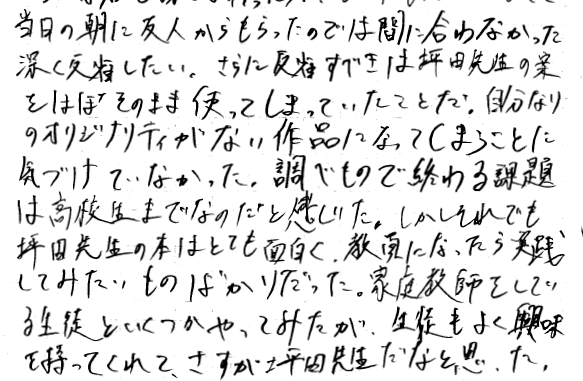 当日の朝に友人からもらったのでは間に合わなかった
深く反省したい。さらに反省すべきは坪田先生の案
をほぼそのまま使ってしまっていたことだ。自分なり
のオリジナリティがない作品になってしまうことに
気づけていなかった。調べもので終わる課題
は高校生までなのだと感じた。しかしそれでも
坪田先生の本はとても面白く、教員になったら実践
してみたいものばかりだった。家庭教師をしてい
る生徒といくつかやってみたが、生徒もよく興味
を持ってくれて、さすが坪田先生だなと思った。